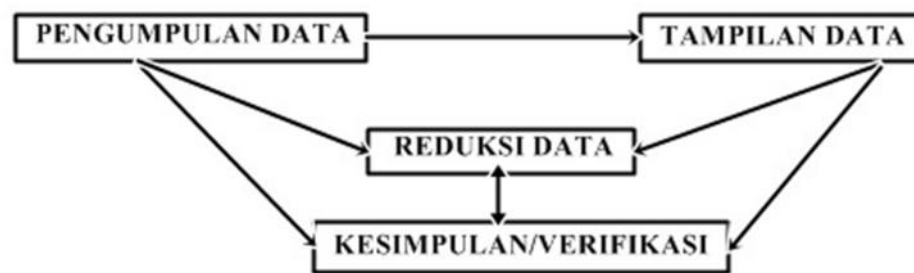 PENGUMPULAN DATA
TAMPILAN DATA
REDUKSI DATA
KESIMPULAN/VERIFIKASI